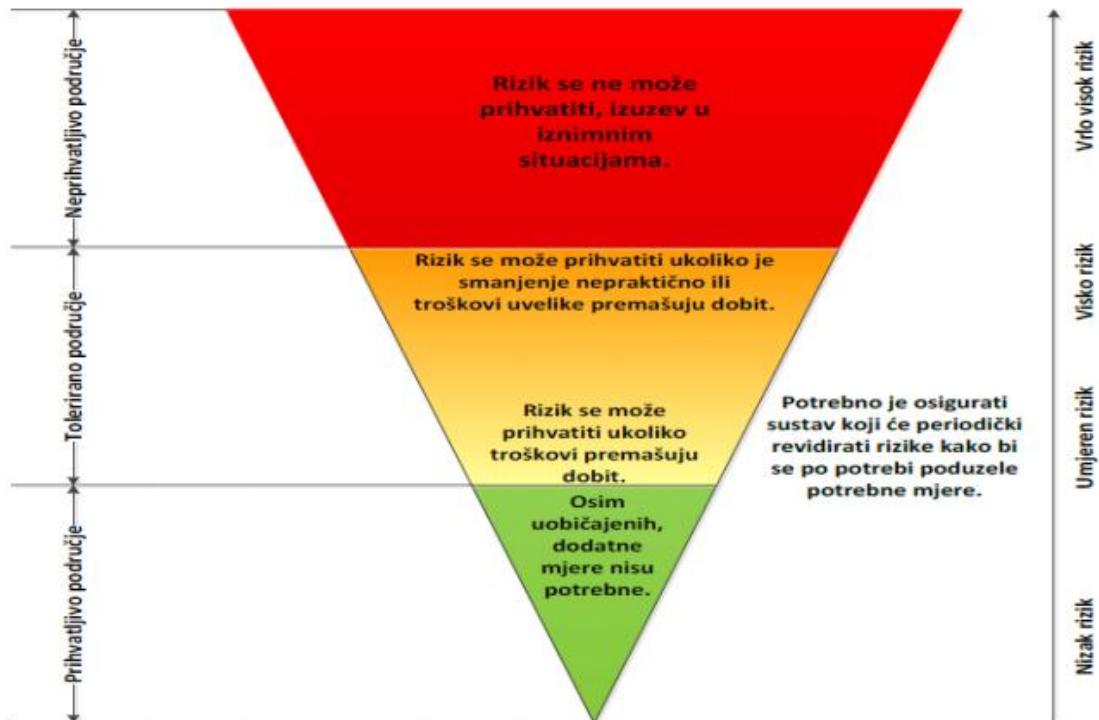 Neprihvatljivo područje
Tolerirano područje
Prihvatljivo područje
Rizik se ne može
prihvatiti, izuzev u
iznimnim
situacijama.
Rizik se može prihvatiti ukoliko je
smanjenje nepraktično ili
troškovi uvelike premašuju dobit.
Rizik se može
prihvatiti ukoliko
troškovi premašuju
dobit.
Osim
uobičajenih,
dodatne
mjere nisu
potrebne.
Potrebno je osigurati
sustav koji će periodički
revidirati rizike kako bi
se po potrebi poduzele
potrebne mjere.
Vrlo visok rizik
Visko rizik
Umjeren rizik
Nizak rizik